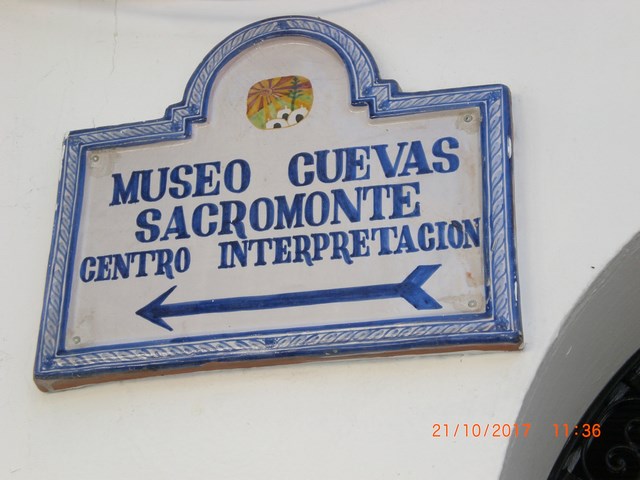 MUSEO CUEVAS
SACROMONTE
CENTRO INTERPRETACION
21/10/2017 11:36